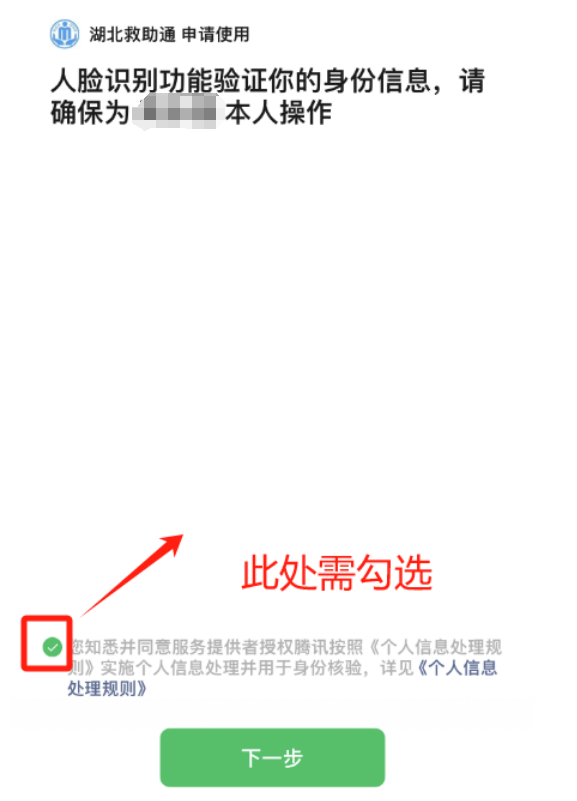 湖北救助通 申请使用
人脸识别功能验证你的身份信息，请
确保为 本人操作
此处需勾选
您知悉并同意服务提供者授权腾讯按照《个人信息处理规
则》实施个人信息处理并用于身份核验，详见《个人信息
处理规则》
下一步